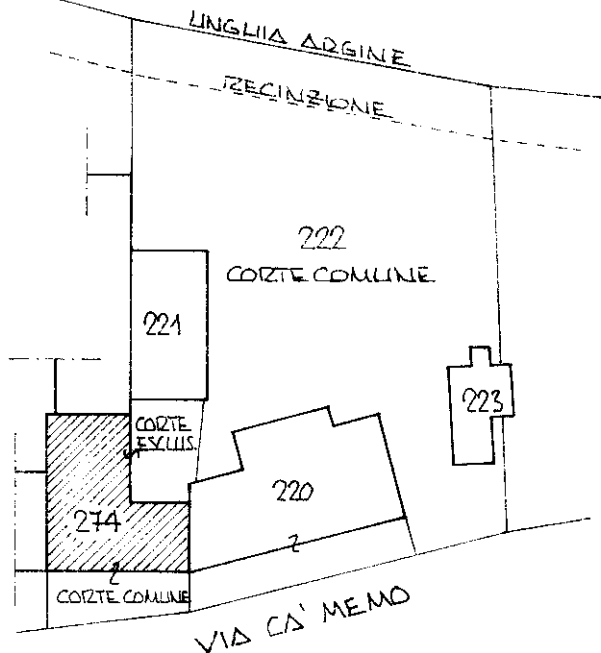 UNGHIA ARGINE
RECINZIONE
222
CORTE COMUNE
221
223
CORTE
ESCLUS.
220
274
CORTE COMUNE
VIA CA' MEMO